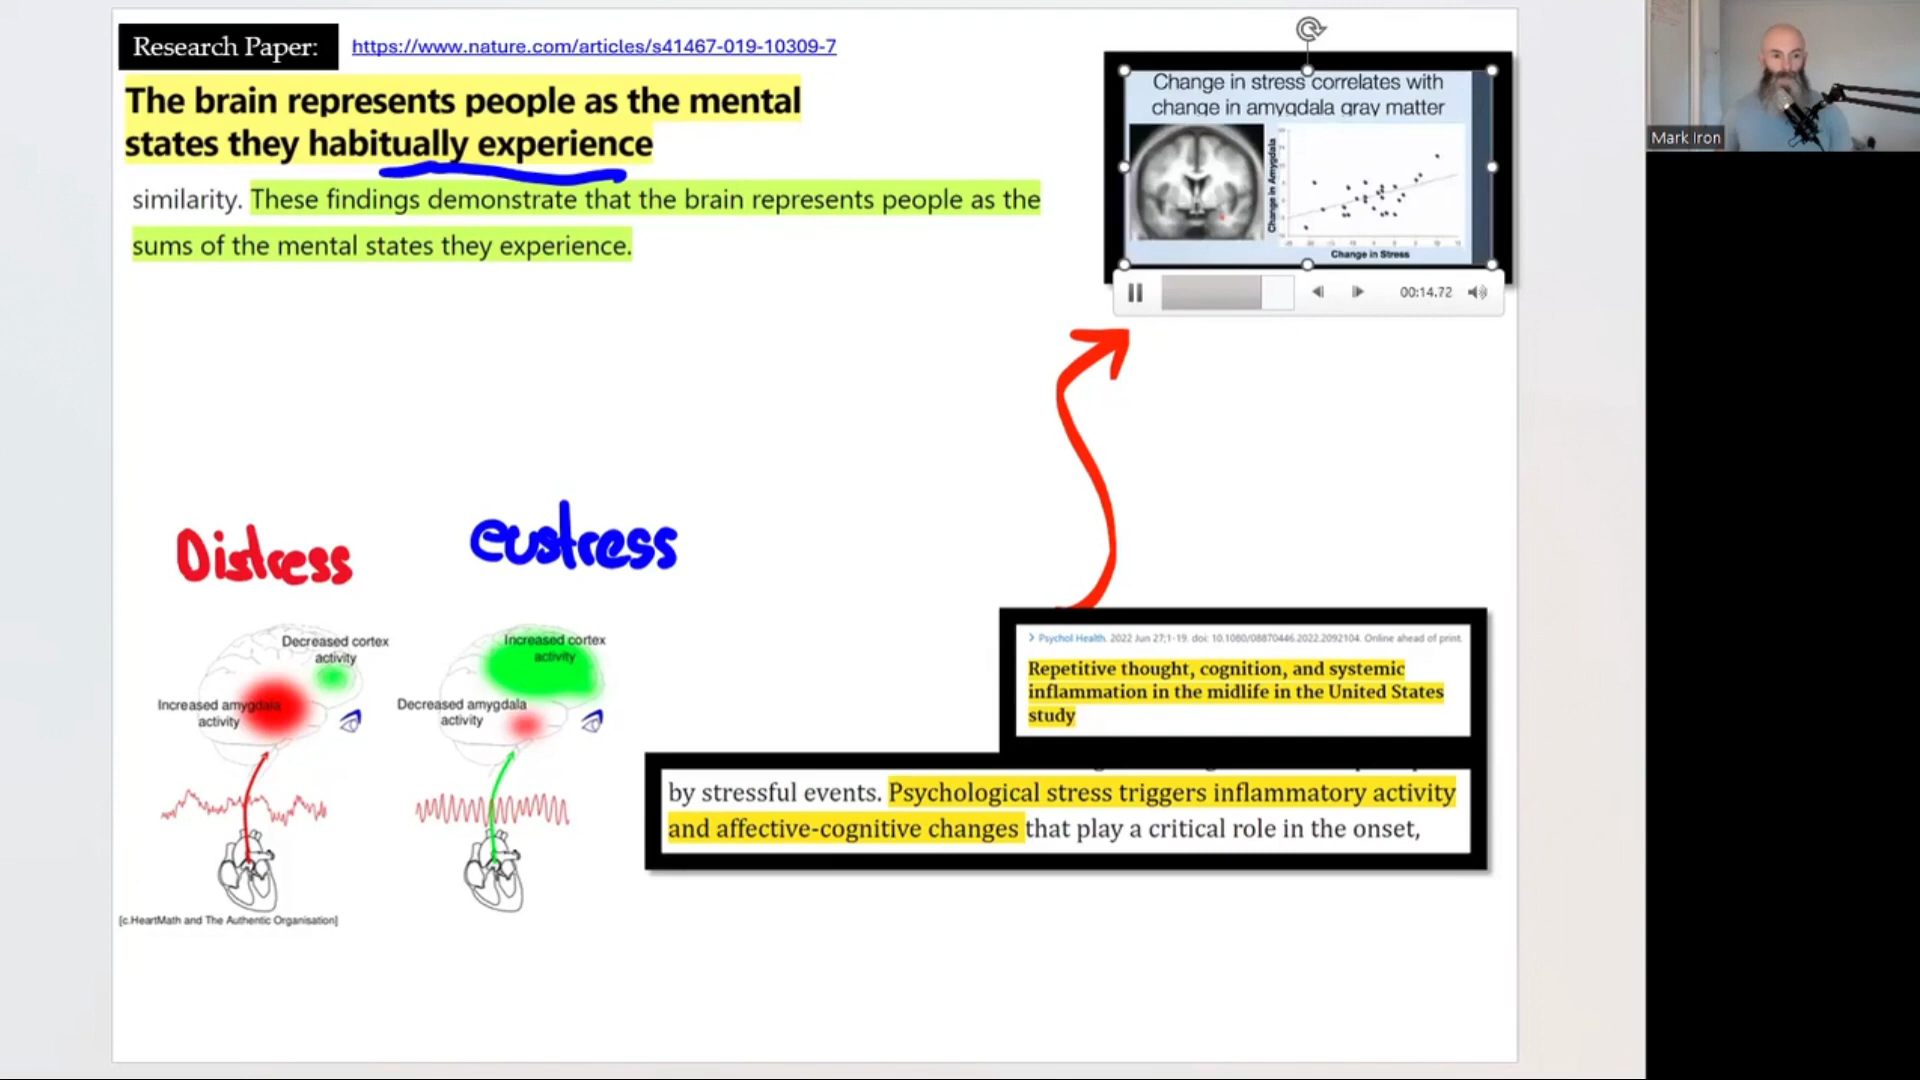 Research Paper:
https://www.nature.com/articles/s41467-019-10309-7
The brain represents people as the mental
states they habitually experience
similarity. These findings demonstrate that the brain represents people as the
sums of the mental states they experience.
Change in stress correlates with
change in amygdala gray matter
Change in Amygdala
Change in Stress
00:14.72
Mark Iron
Distress
eustress
Decreased cortex
activity
Increased amygdala
activity
Increased cortex
activity
Decreased amygdala
activity
[c.HeartMath and The Authentic Organisation]
Psychol Health. 2022 Jun 27;1-19. doi: 10.1080/08870446.2022.2092104. Online ahead of print.
Repetitive thought, cognition, and systemic
inflammation in the midlife in the United States
study
by stressful events. Psychological stress triggers inflammatory activity
and affective-cognitive changes that play a critical role in the onset,